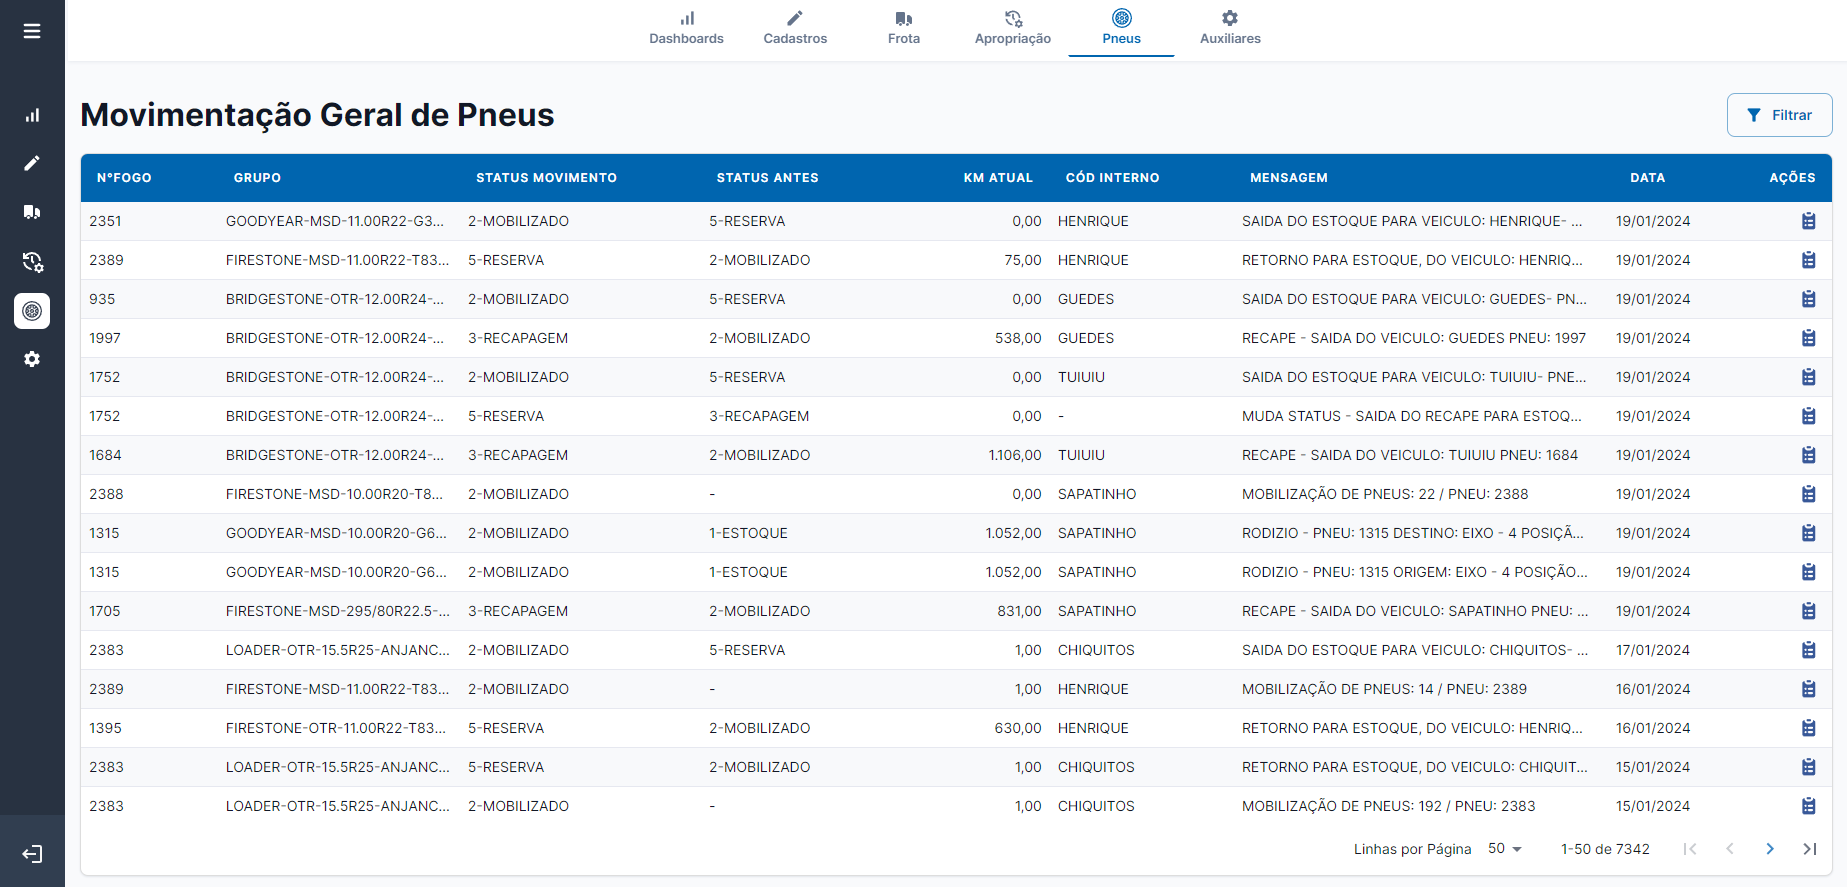 Dashboards Cadastros Frota Apropriação Pneus Auxiliares
Movimentação Geral de Pneus
Filtrar
N°FOGO GRUPO STATUS MOVIMENTO STATUS ANTES KM ATUAL CÓD INTERNO MENSAGEM DATA AÇÕES
2351 GOODYEAR-MSD-11.00R22-G3... 2-MOBILIZADO 5-RESERVA 0,00 HENRIQUE SAIDA DO ESTOQUE PARA VEICULO: HENRIQUE- ... 19/01/2024
2389 FIRESTONE-MSD-11.00R22-T83... 5-RESERVA 2-MOBILIZADO 75,00 HENRIQUE RETORNO PARA ESTOQUE, DO VEICULO: HENRIQ... 19/01/2024
935 BRIDGESTONE-OTR-12.00R24-... 2-MOBILIZADO 5-RESERVA 0,00 GUEDES SAIDA DO ESTOQUE PARA VEICULO: GUEDES- PN... 19/01/2024
1997 BRIDGESTONE-OTR-12.00R24-... 3-RECAPAGEM 2-MOBILIZADO 538,00 GUEDES RECAPE - SAIDA DO VEICULO: GUEDES PNEU: 1997 19/01/2024
1752 BRIDGESTONE-OTR-12.00R24-... 2-MOBILIZADO 5-RESERVA 0,00 TUIUIU SAIDA DO ESTOQUE PARA VEICULO: TUIUIU- PNE... 19/01/2024
1752 BRIDGESTONE-OTR-12.00R24-... 5-RESERVA 3-RECAPAGEM 0,00 - MUDA STATUS - SAIDA DO RECAPE PARA ESTOQ... 19/01/2024
1684 BRIDGESTONE-OTR-12.00R24-... 3-RECAPAGEM 2-MOBILIZADO 1.106,00 TUIUIU RECAPE - SAIDA DO VEICULO: TUIUIU PNEU: 1684 19/01/2024
2388 FIRESTONE-MSD-10.00R20-T8... 2-MOBILIZADO - 0,00 SAPATINHO MOBILIZAÇÃO DE PNEUS: 22 / PNEU: 2388 19/01/2024
1315 GOODYEAR-MSD-10.00R20-G6... 2-MOBILIZADO 1-ESTOQUE 1.052,00 SAPATINHO RODIZIO - PNEU: 1315 DESTINO: EIXO - 4 POSIÇÃ... 19/01/2024
1315 GOODYEAR-MSD-10.00R20-G6... 2-MOBILIZADO 1-ESTOQUE 1.052,00 SAPATINHO RODIZIO - PNEU: 1315 ORIGEM: EIXO - 4 POSIÇÃO... 19/01/2024
1705 FIRESTONE-MSD-295/80R22.5-... 3-RECAPAGEM 2-MOBILIZADO 831,00 SAPATINHO RECAPE - SAIDA DO VEICULO: SAPATINHO PNEU: ... 19/01/2024
2383 LOADER-OTR-15.5R25-ANJANC... 2-MOBILIZADO 5-RESERVA 1,00 CHIQUITOS SAIDA DO ESTOQUE PARA VEICULO: CHIQUITOS- ... 17/01/2024
2389 FIRESTONE-MSD-11.00R22-T83... 2-MOBILIZADO - 1,00 HENRIQUE MOBILIZAÇÃO DE PNEUS: 14 / PNEU: 2389 16/01/2024
1395 FIRESTONE-OTR-11.00R22-T83... 5-RESERVA 2-MOBILIZADO 630,00 HENRIQUE RETORNO PARA ESTOQUE, DO VEICULO: HENRIQ... 16/01/2024
2383 LOADER-OTR-15.5R25-ANJANC... 5-RESERVA 2-MOBILIZADO 1,00 CHIQUITOS RETORNO PARA ESTOQUE, DO VEICULO: CHIQUIT... 15/01/2024
2383 LOADER-OTR-15.5R25-ANJANC... 2-MOBILIZADO - 1,00 CHIQUITOS MOBILIZAÇÃO DE PNEUS: 192 / PNEU: 2383 15/01/2024
Linhas por Página 50 1-50 de 7342